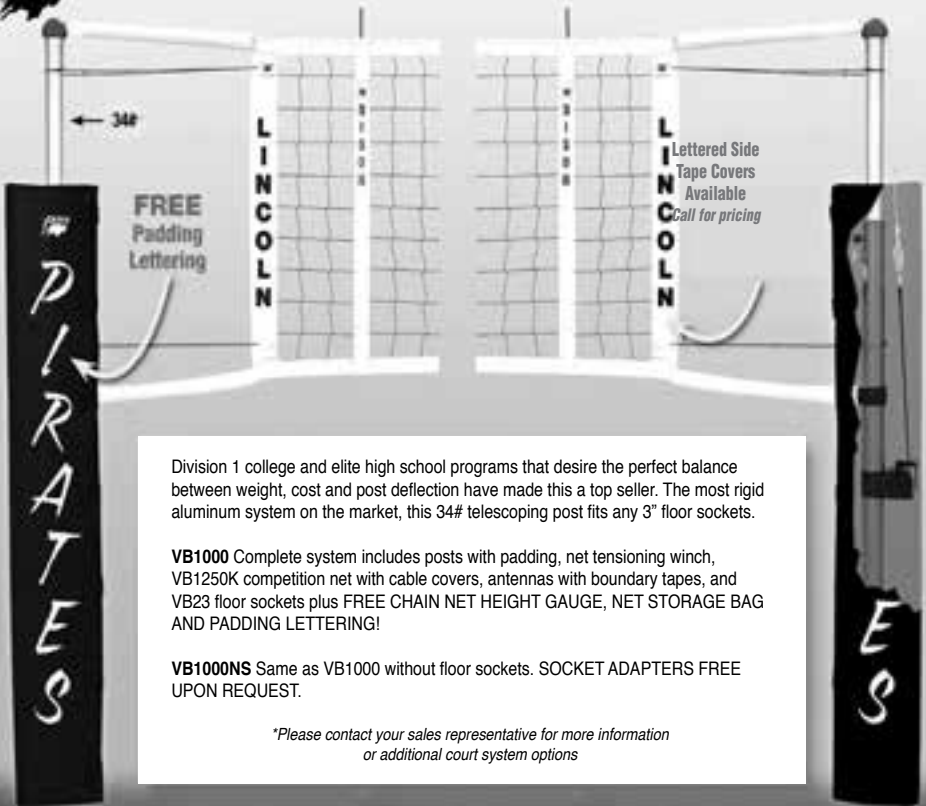 34#
FREE
Padding
Lettering
PIRATES
LINCOLN
LINCOLN
Lettered Side
Tape Covers
Available
Call for pricing
ES
Division 1 college and elite high school programs that desire the perfect balance
between weight, cost and post deflection have made this a top seller. The most rigid
aluminum system on the market, this 34# telescoping post fits any 3” floor sockets.
VB1000 Complete system includes posts with padding, net tensioning winch,
VB1250K competition net with cable covers, antennas with boundary tapes, and
VB23 floor sockets plus FREE CHAIN NET HEIGHT GAUGE, NET STORAGE BAG
AND PADDING LETTERING!
VB1000NS Same as VB1000 without floor sockets. SOCKET ADAPTERS FREE
UPON REQUEST.
*Please contact your sales representative for more information
or additional court system options